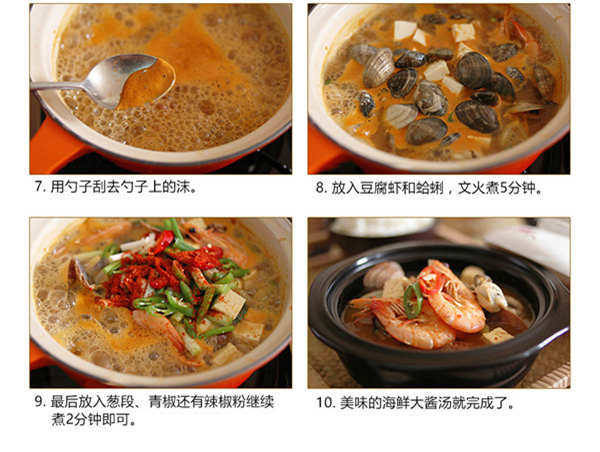 7. 用勺子刮去勺子上的沫。
8. 放入豆腐虾和蛤蜊，文火煮5分钟。
9. 最后放入葱段、青椒还有辣椒粉继续
煮2分钟即可。
10. 美味的海鲜大酱汤就完成了。